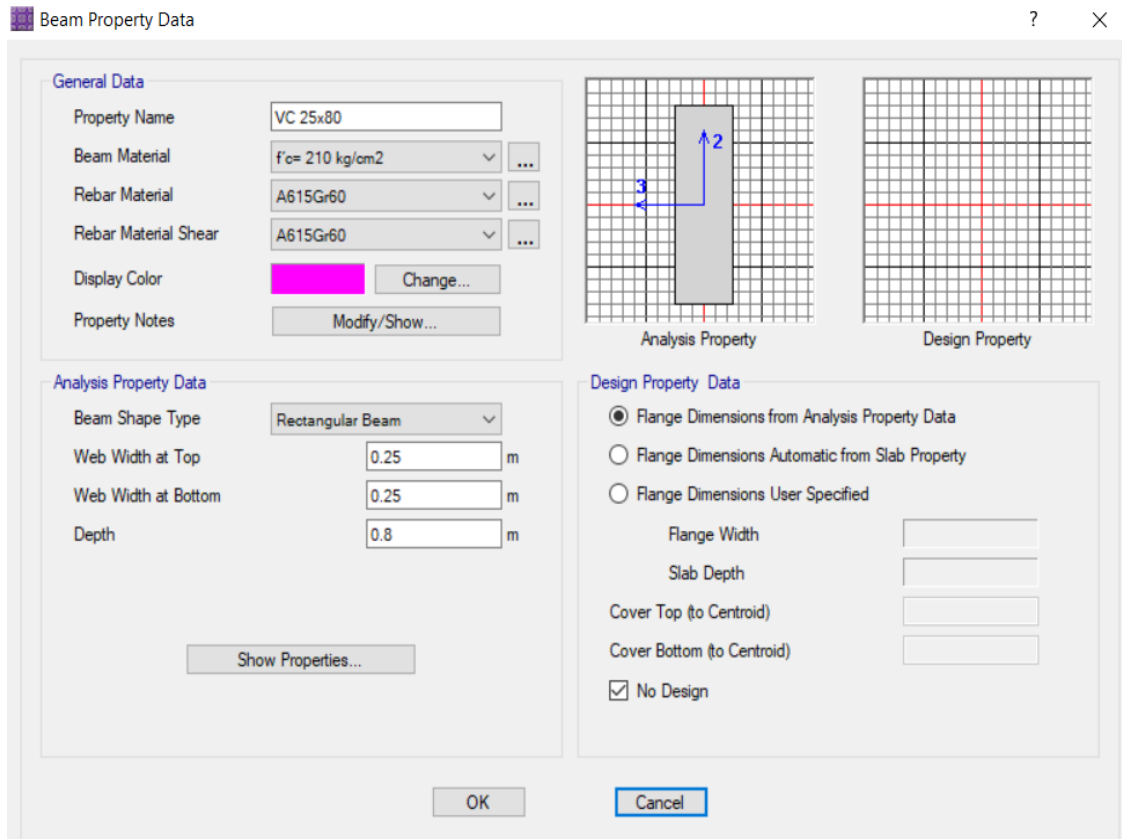 Beam Property Data
? ×
General Data
Property Name VC 25x80
Beam Material f'c= 210 kg/cm2 ...
Rebar Material A615Gr60 ...
Rebar Material Shear A615Gr60 ...
Display Color Change...
Property Notes Modify/Show...
2
3
Analysis Property
Design Property
Analysis Property Data
Beam Shape Type Rectangular Beam
Web Width at Top 0.25 m
Web Width at Bottom 0.25 m
Depth 0.8 m
Show Properties...
Design Property Data
Flange Dimensions from Analysis Property Data
Flange Dimensions Automatic from Slab Property
Flange Dimensions User Specified
Flange Width
Slab Depth
Cover Top (to Centroid)
Cover Bottom (to Centroid)
No Design
OK Cancel